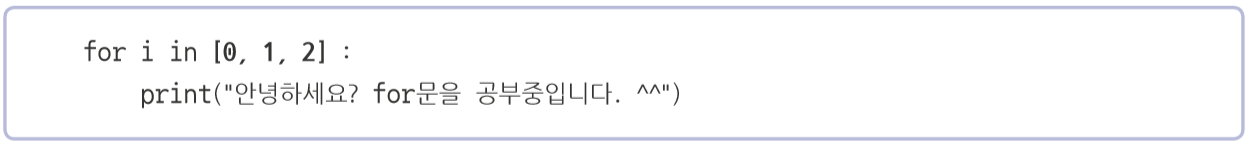 for i in [0, 1, 2] :
    print("안녕하세요? for문을 공부중입니다. ^^")